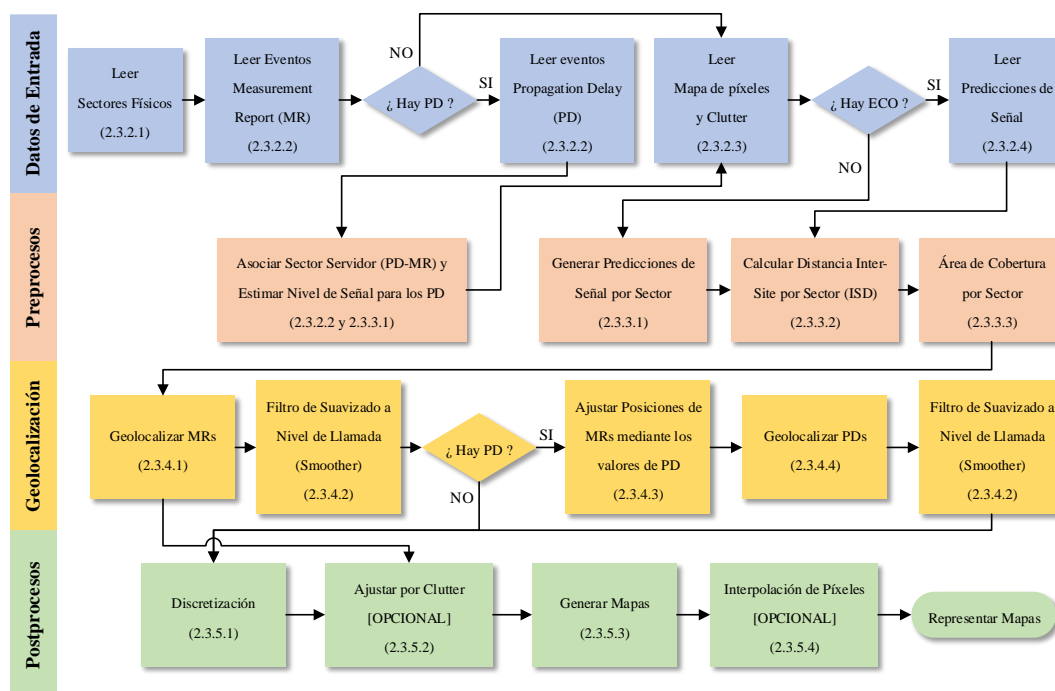 Datos de Entrada
Leer
Sectores Físicos
(2.3.2.1)
Leer Eventos
Measurement
Report (MR)
(2.3.2.2)
NO
¿ Hay PD ?
SI
Leer eventos
Propagation Delay
(PD)
(2.3.2.2)
Leer
Mapa de píxeles
y Clutter
(2.3.2.3)
¿ Hay ECO ?
SI
NO
Leer
Predicciones de
Señal
(2.3.2.4)
Preprocesos
Asociar Sector Servidor (PD-MR) y
Estimar Nivel de Señal para los PD
(2.3.2.2 y 2.3.3.1)
Generar Predicciones de
Señal por Sector
(2.3.3.1)
Calcular Distancia Inter-
Site por Sector (ISD)
(2.3.3.2)
Área de Cobertura
por Sector
(2.3.3.3)
Geolocalización
Geolocalizar MRs
(2.3.4.1)
Filtro de Suavizado a
Nivel de Llamada
(Smoother)
(2.3.4.2)
¿ Hay PD ?
SI
NO
Ajustar Posiciones de
MRs mediante los
valores de PD
(2.3.4.3)
Geolocalizar PDs
(2.3.4.4)
Filtro de Suavizado a
Nivel de Llamada
(Smoother)
(2.3.4.2)
Postprocesos
Discretización
(2.3.5.1)
Ajustar por Clutter
[OPCIONAL]
(2.3.5.2)
Generar Mapas
(2.3.5.3)
Interpolación de Píxeles
[OPCIONAL]
(2.3.5.4)
Representar Mapas